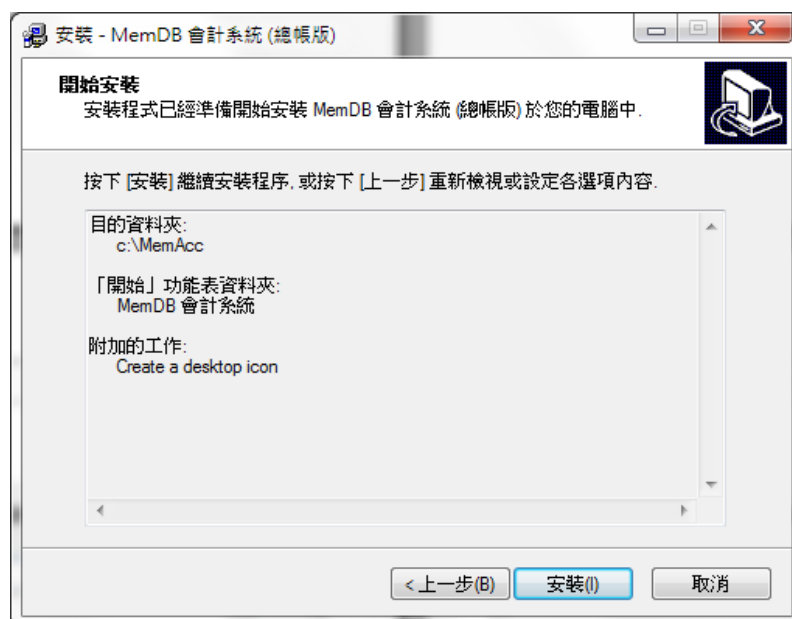 安裝 - MemDB 會計系統 (總帳版)
開始安裝
安裝程式已經準備開始安裝 MemDB 會計系統 (總帳版) 於您的電腦中.
按下 [安裝] 繼續安裝程序, 或按下 [上一步] 重新檢視或設定各選項內容.
目的資料夾:
c:\MemAcc
「開始」功能表資料夾:
MemDB 會計系統
附加的工作:
Create a desktop icon
<上一步(B) 安裝(I) 取消